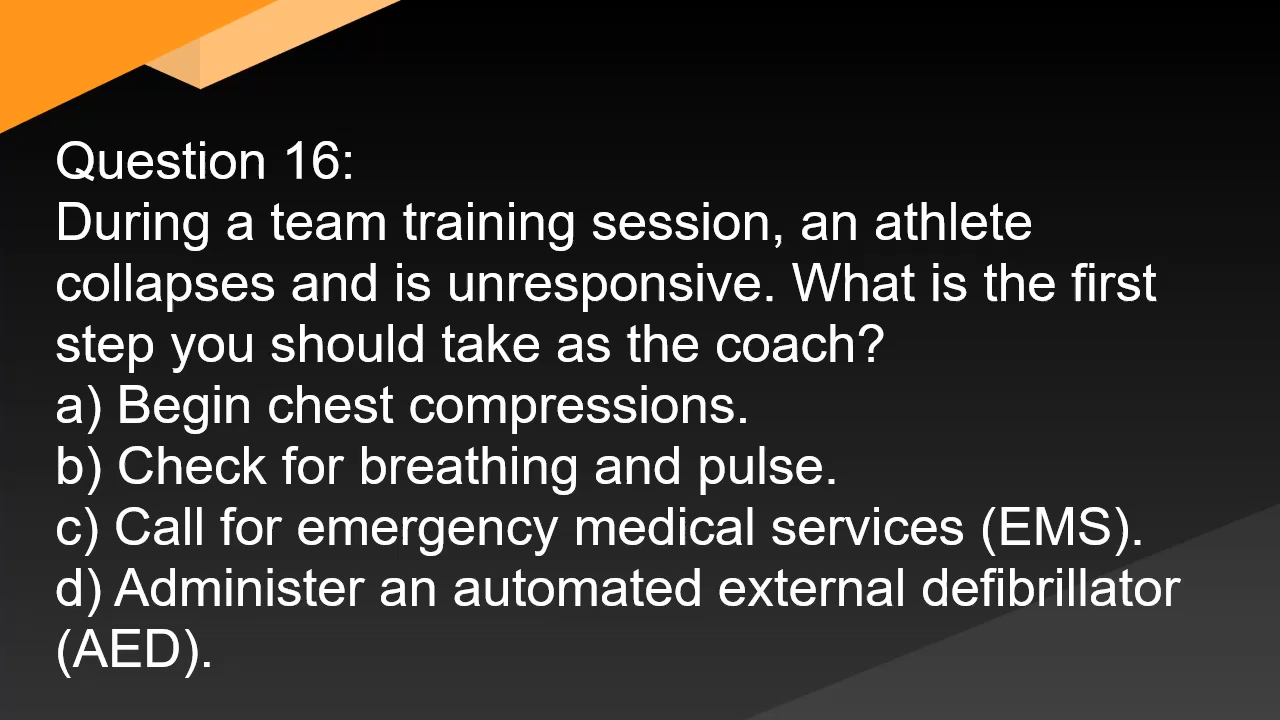 Question 16:
During a team training session, an athlete
collapses and is unresponsive. What is the first
step you should take as the coach?
a) Begin chest compressions.
b) Check for breathing and pulse.
c) Call for emergency medical services (EMS).
d) Administer an automated external defibrillator
(AED).